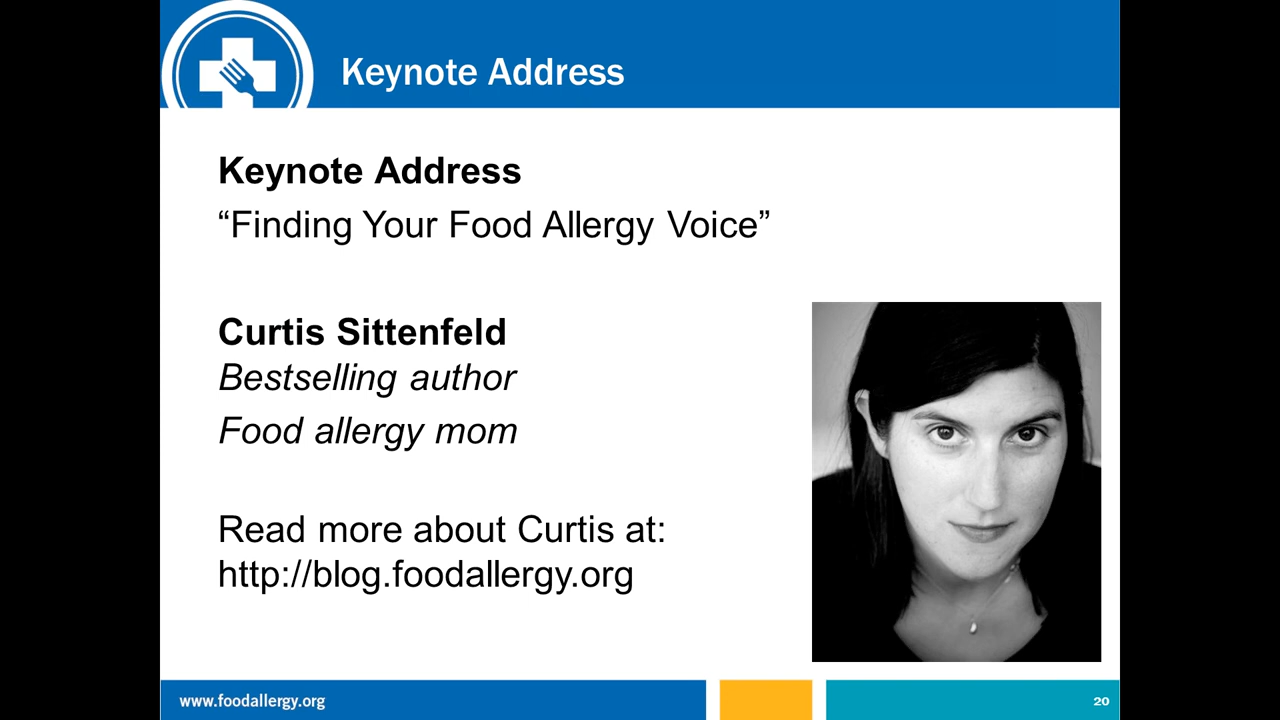 Keynote Address
Keynote Address
“Finding Your Food Allergy Voice”
Curtis Sittenfeld
Bestselling author
Food allergy mom
Read more about Curtis at:
http://blog.foodallergy.org
www.foodallergy.org
20